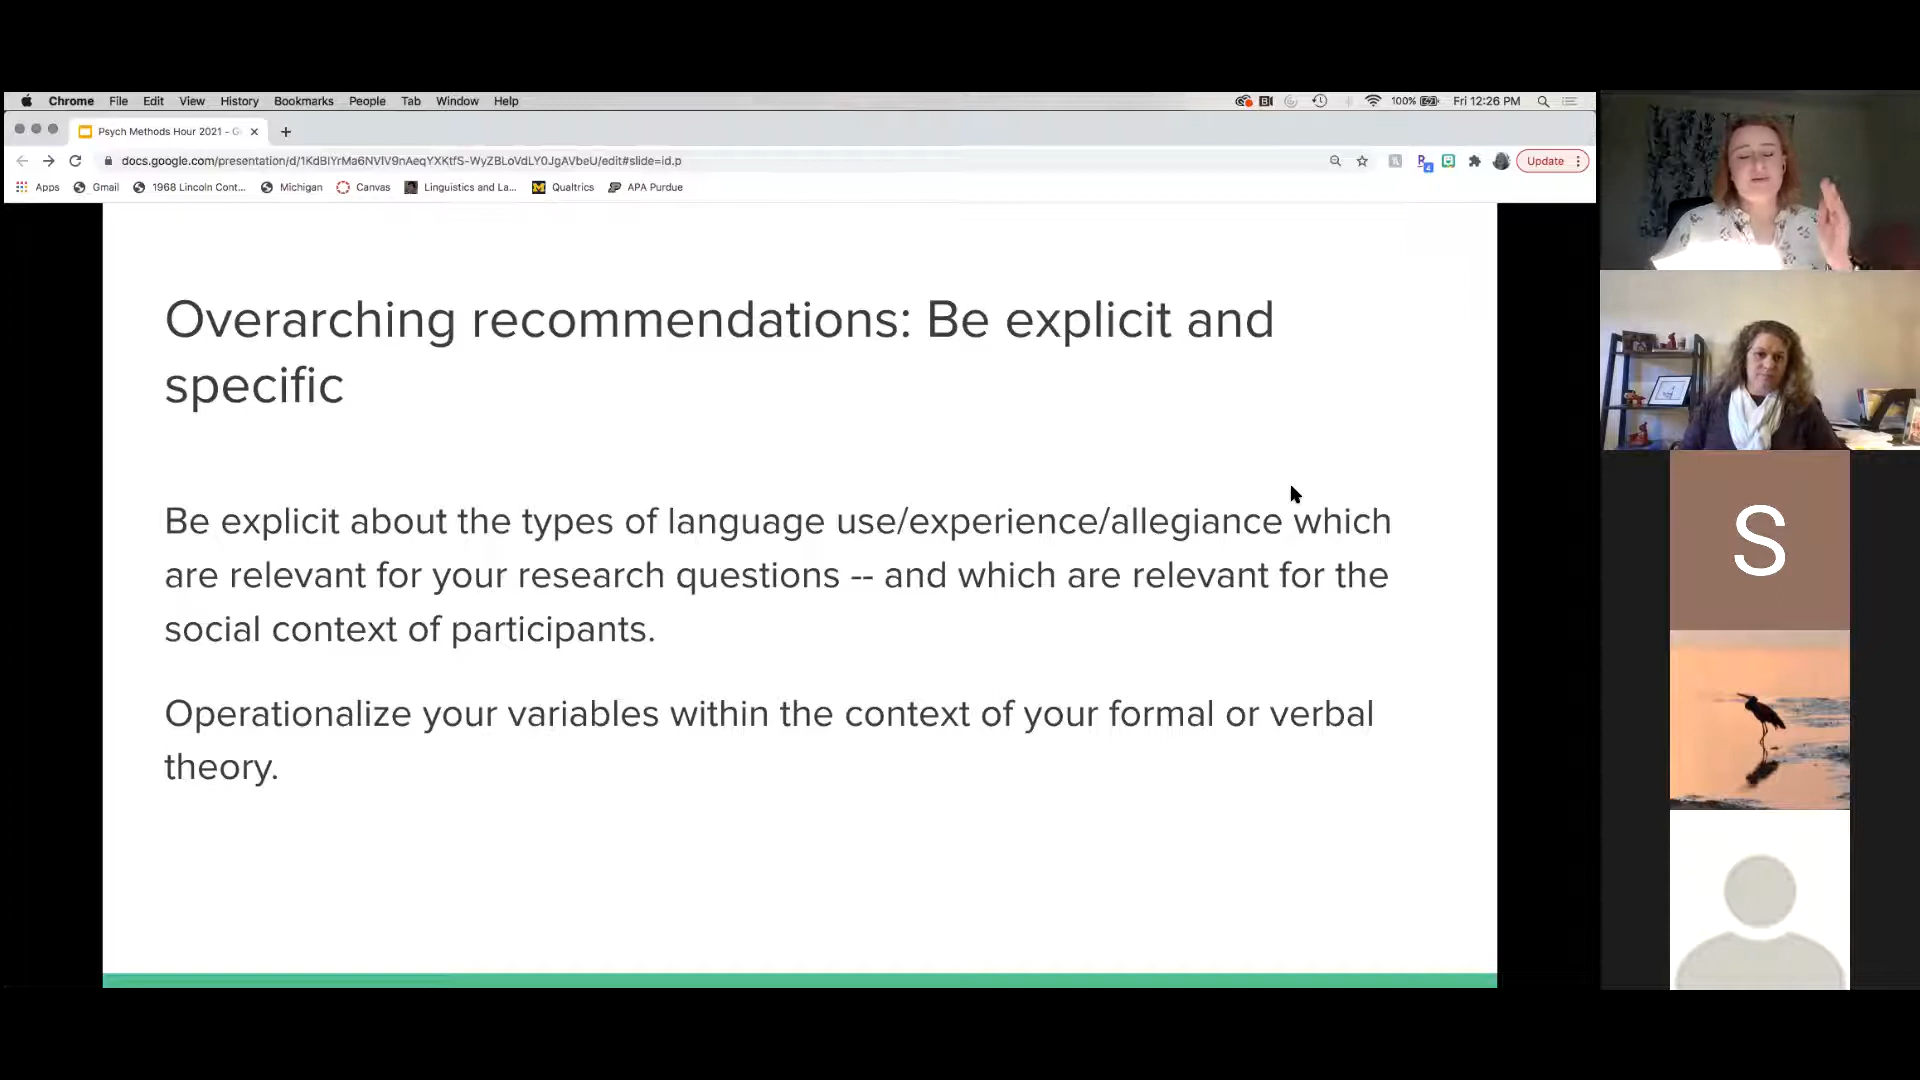 Chrome File Edit View History Bookmarks People Tab Window Help 100% Fri 12:26 PM
Psych Methods Hour 2021 - G
docs.google.com/presentation/d/1KdBIYrMa6NVlV9nAeqYXKtfS-WyZBLoVdLY0JgAVbeU/edit#slide=id.p Update
Apps Gmail 1968 Lincoln Cont... Michigan Canvas Linguistics and La... Qualtrics APA Purdue
Overarching recommendations: Be explicit and
specific
Be explicit about the types of language use/experience/allegiance which
are relevant for your research questions -- and which are relevant for the
social context of participants.
Operationalize your variables within the context of your formal or verbal
theory.
S